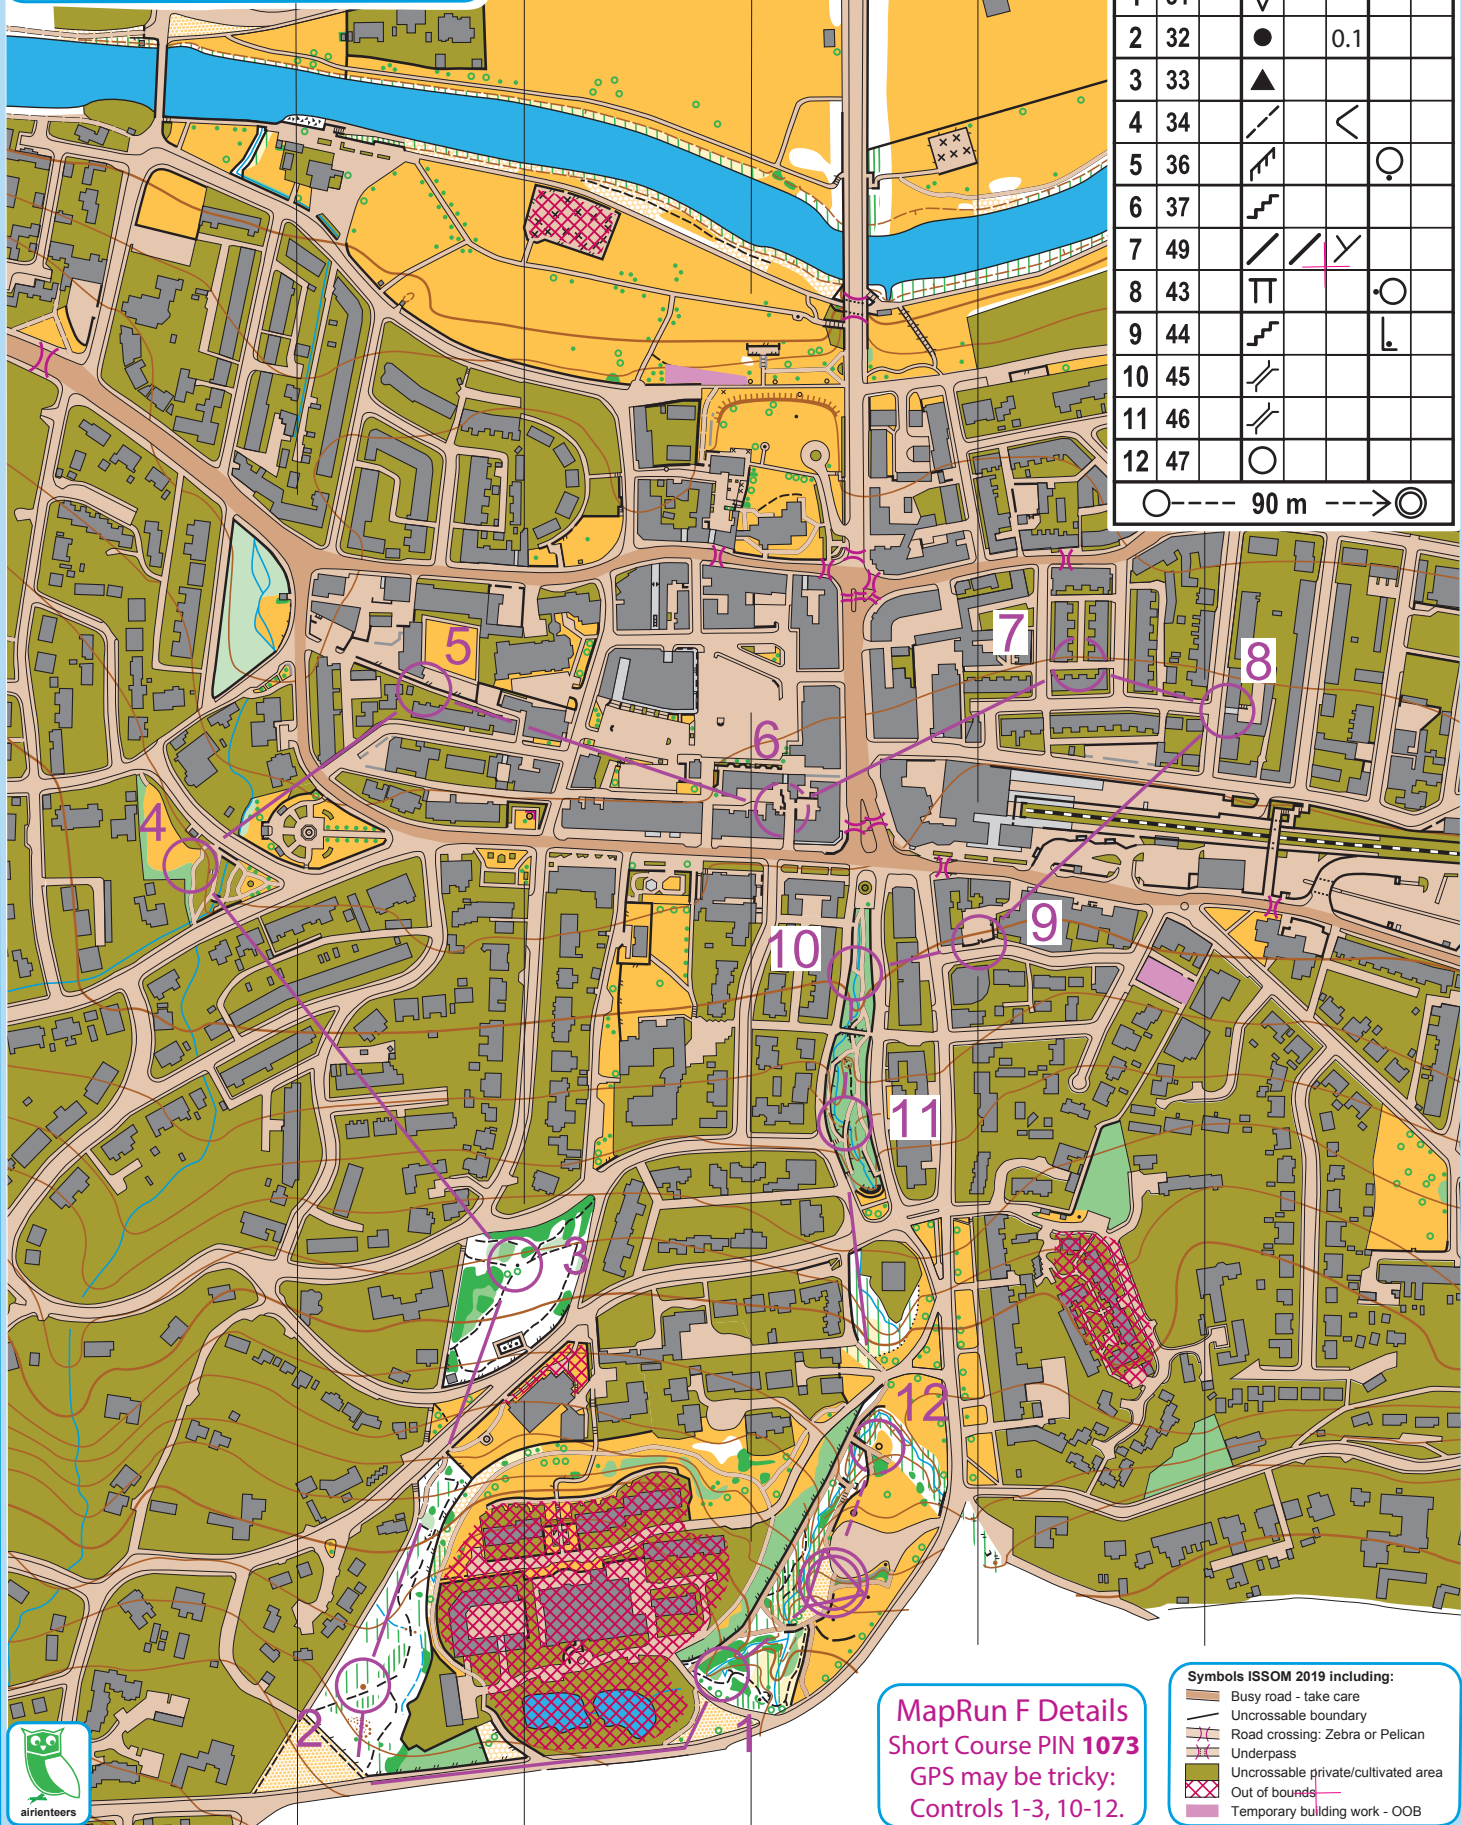 2 32 0.1
3 33
4 34
5 36
6 37
7 49
8 43
9 44
10 45
11 46
12 47
90 m
5
7
8
6
4
9
10
11
3
12
2
1
MapRun F Details
Short Course PIN 1073
GPS may be tricky:
Controls 1-3, 10-12.
Symbols ISSOM 2019 including:
Busy road - take care
Uncrossable boundary
Road crossing: Zebra or Pelican
Underpass
Uncrossable private/cultivated area
Out of bounds
Temporary building work - OOB
airienteers